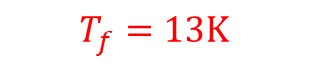 T_f = 13K